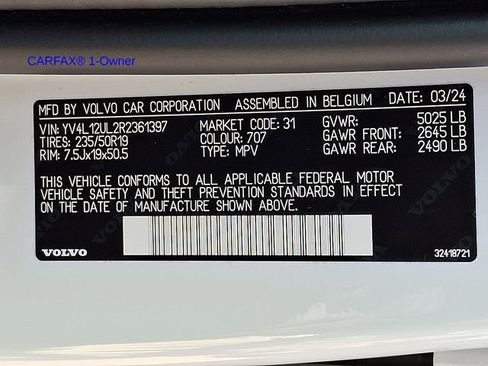 CARFAX® 1-Owner
MFD BY VOLVO CAR CORPORATION ASSEMBLED IN BELGIUM DATE: 03/24
VIN: YV4L12UL2R2361397 MARKET CODE: 31 GVWR: 5025 LB
TIRES: 235/50R19 COLOUR: 707 GAWR FRONT: 2645 LB
RIM: 7.5Jx19x50.5 TYPE: MPV GAWR REAR: 2490 LB
THIS VEHICLE CONFORMS TO ALL APPLICABLE FEDERAL MOTOR
VEHICLE SAFETY AND THEFT PREVENTION STANDARDS IN EFFECT
ON THE DATE OF MANUFACTURE SHOWN ABOVE.
VOLVO 32418721